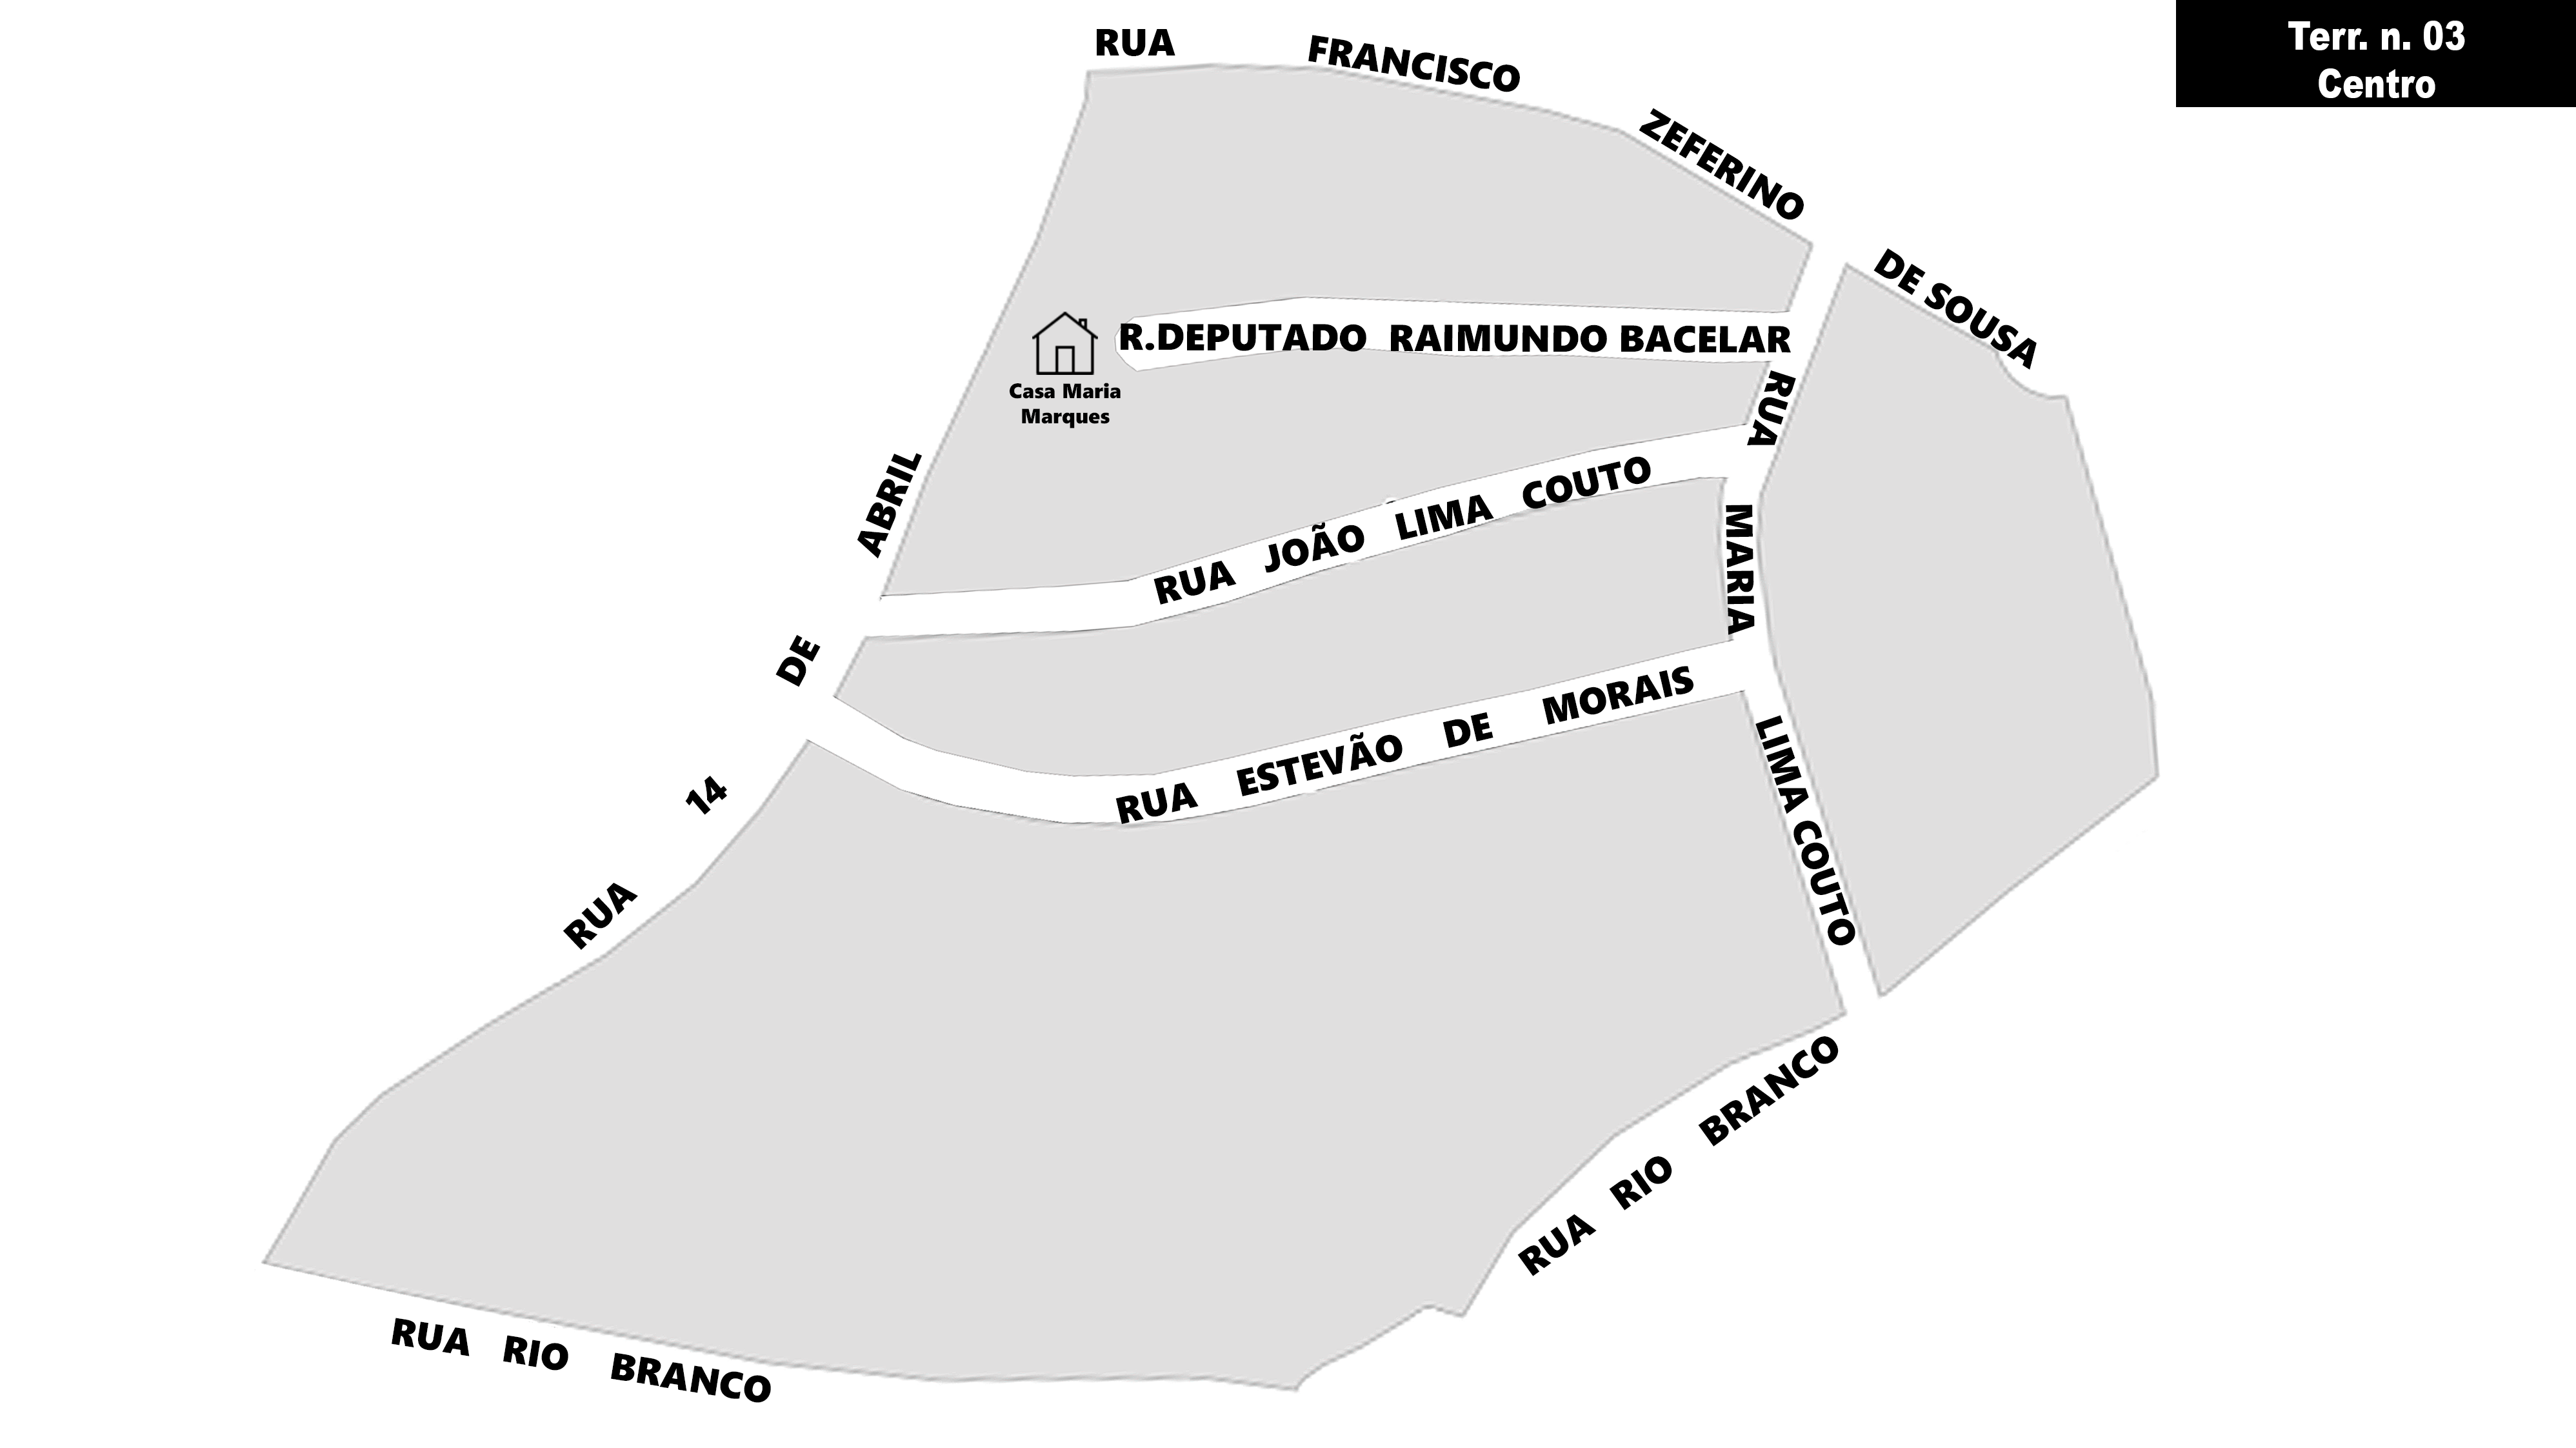 Terr. n. 03
Centro
RUA FRANCISCO ZEFERINO DE SOUSA
R.DEPUTADO RAIMUNDO BACELAR
Casa Maria
Marques
RUA MARIA LIMA COUTO
RUA JOÃO LIMA COUTO
RUA 14 DE ABRIL
RUA ESTEVÃO DE MORAIS
RUA RIO BRANCO
RUA RIO BRANCO